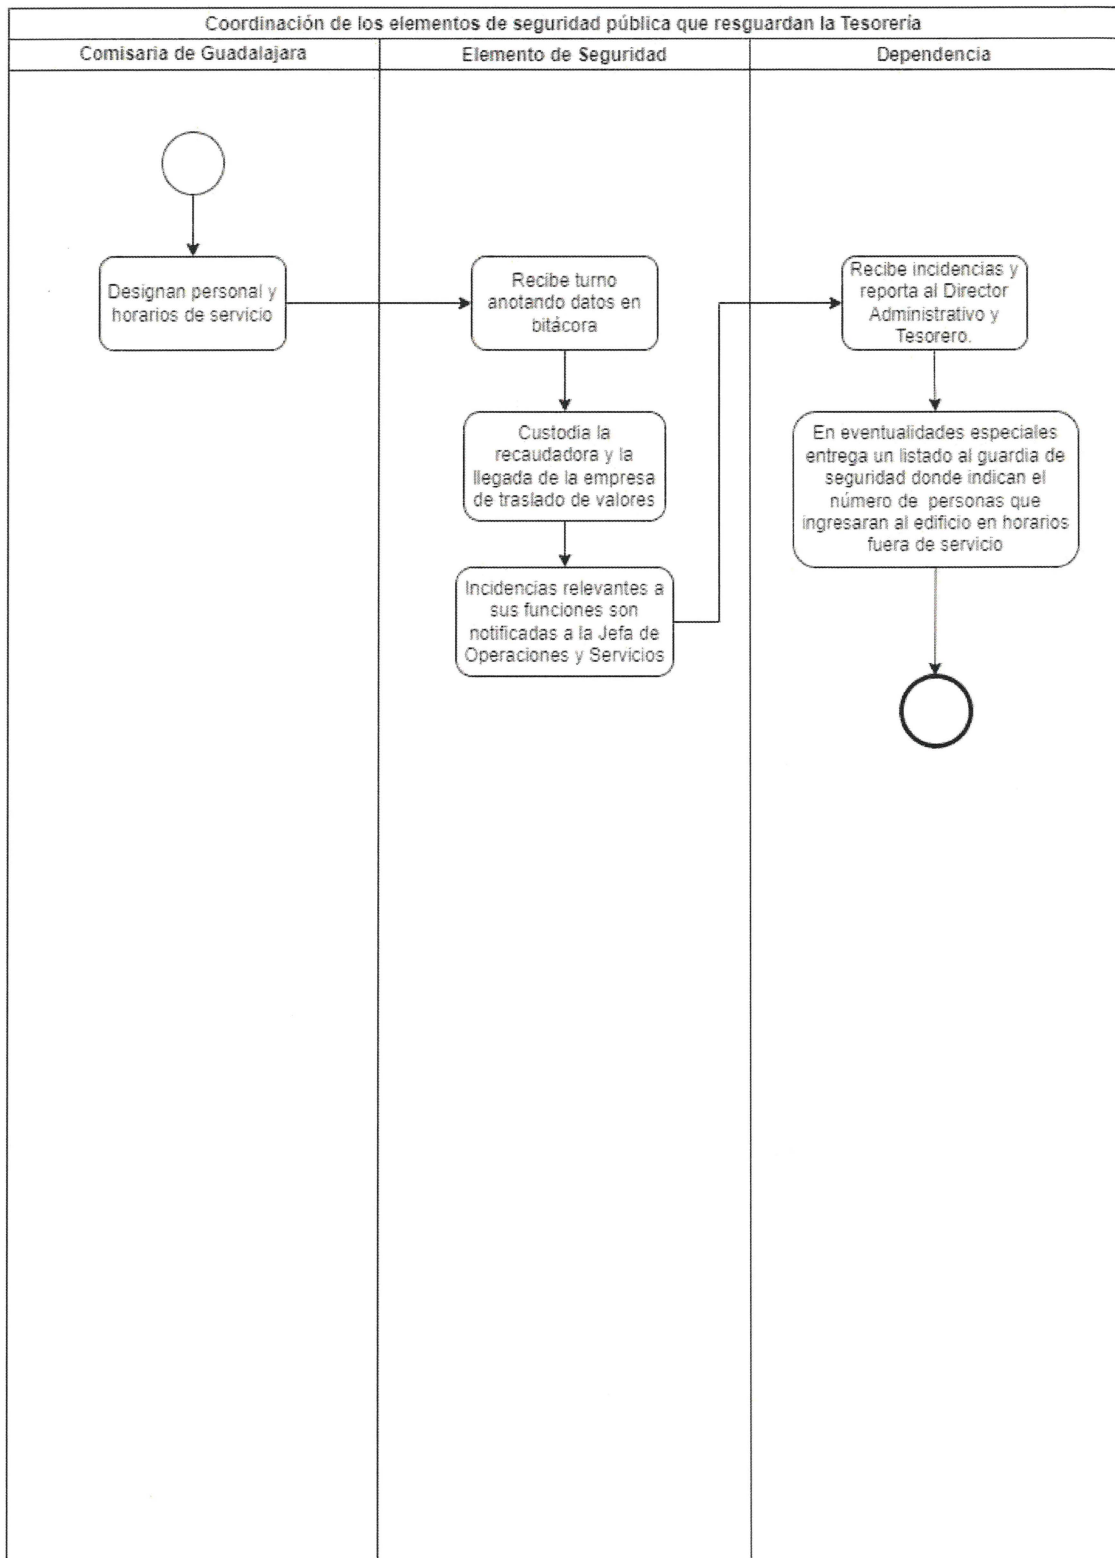 Coordinación de los elementos de seguridad pública que resguardan la Tesorería
Comisaria de Guadalajara
Elemento de Seguridad
Dependencia
Designan personal y
horarios de servicio
Recibe turno
anotando datos en
bitácora
Custodia la
recaudadora y la
llegada de la empresa
de traslado de valores
Incidencias relevantes a
sus funciones son
notificadas a la Jefa de
Operaciones y Servicios
Recibe incidencias y
reporta al Director
Administrativo y
Tesorero.
En eventualidades especiales
entrega un listado al guardia de
seguridad donde indican el
número de personas que
ingresaran al edificio en horarios
fuera de servicio